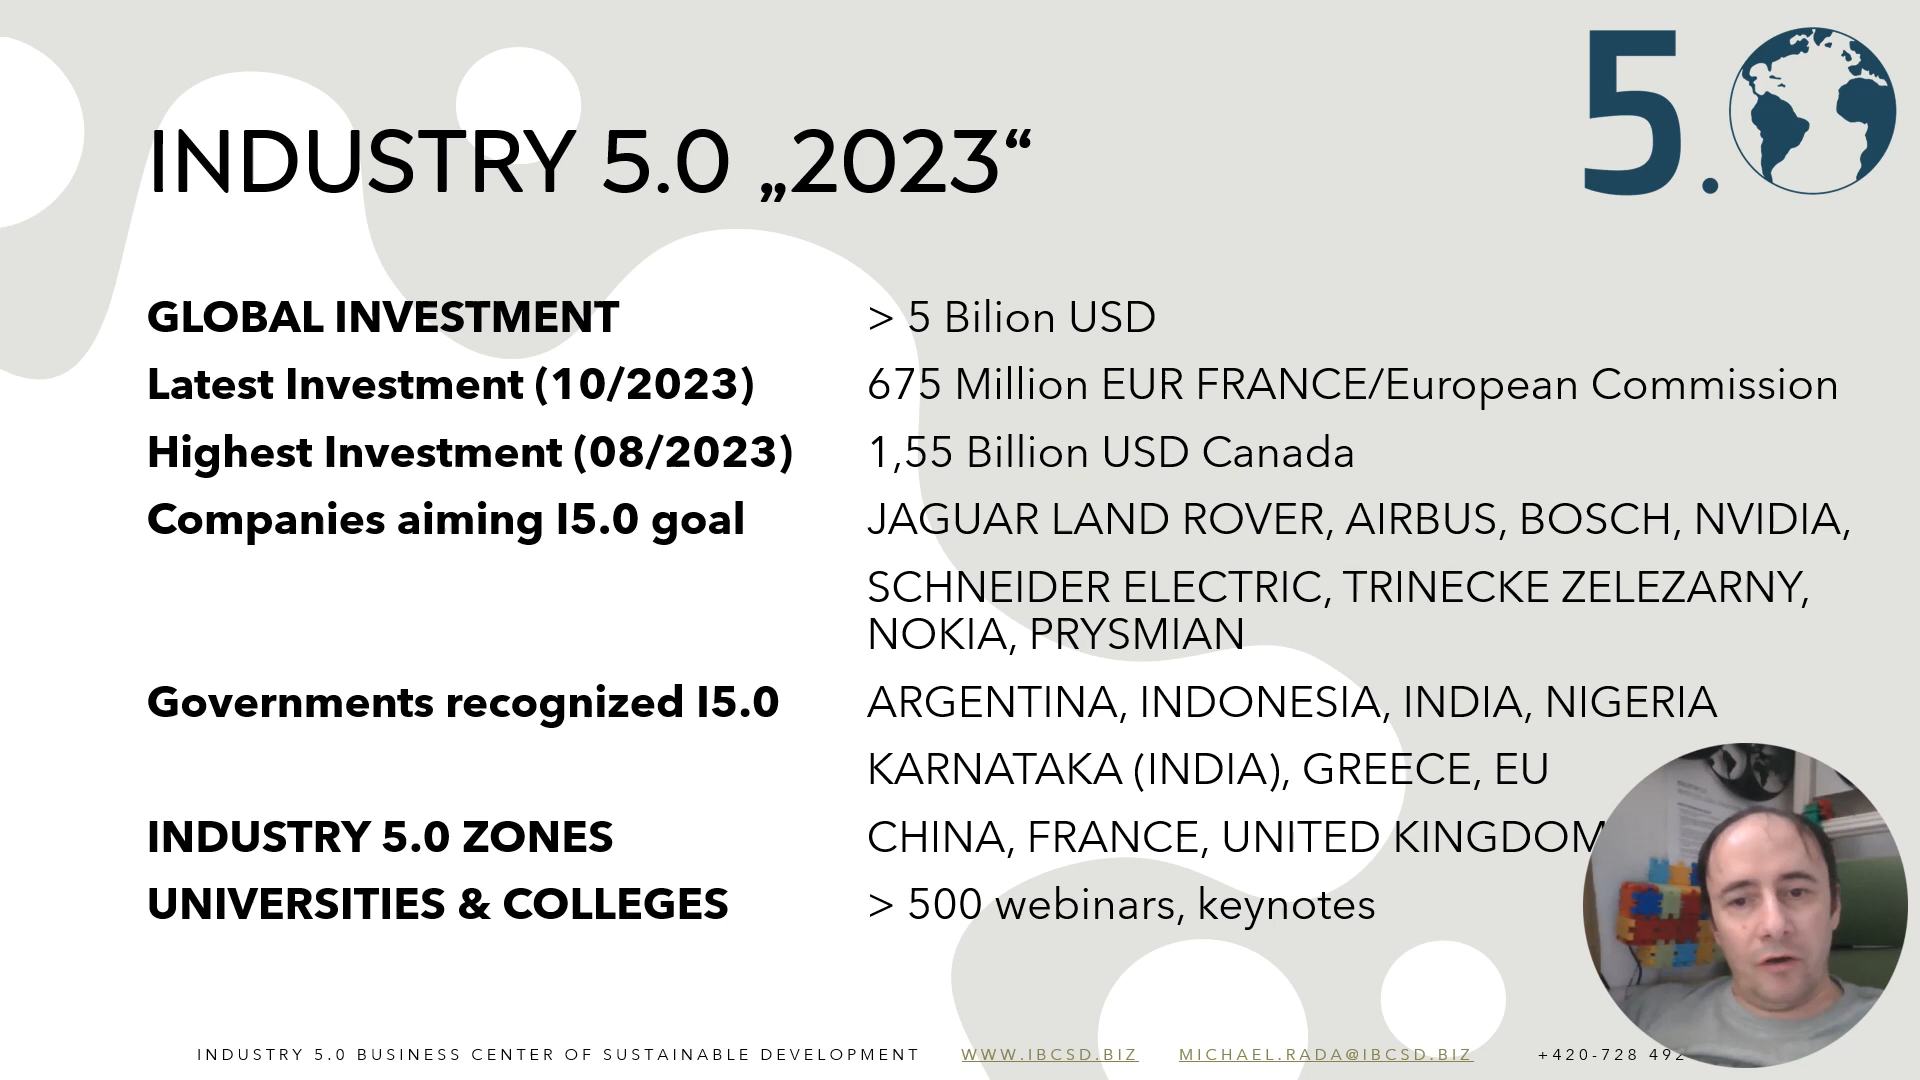 5.0
INDUSTRY 5.0 „2023“
GLOBAL INVESTMENT > 5 Bilion USD
Latest Investment (10/2023) 675 Million EUR FRANCE/European Commission
Highest Investment (08/2023) 1,55 Billion USD Canada
Companies aiming I5.0 goal JAGUAR LAND ROVER, AIRBUS, BOSCH, NVIDIA,
SCHNEIDER ELECTRIC, TRINECKE ZELEZARNY,
NOKIA, PRYSMIAN
Governments recognized I5.0 ARGENTINA, INDONESIA, INDIA, NIGERIA
KARNATAKA (INDIA), GREECE, EU
INDUSTRY 5.0 ZONES CHINA, FRANCE, UNITED KINGDOM
UNIVERSITIES & COLLEGES > 500 webinars, keynotes
INDUSTRY 5.0 BUSINESS CENTER OF SUSTAINABLE DEVELOPMENT WWW.IBCSD.BIZ MICHAEL.RADA@IBCSD.BIZ +420-728 492